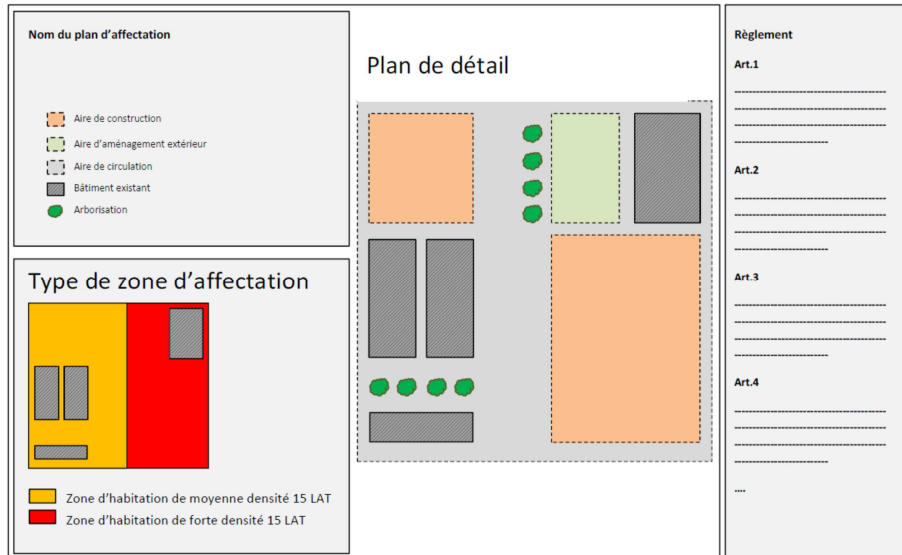 Nom du plan d'affectation
Aire de construction
Aire d'aménagement extérieur
Aire de circulation
Bâtiment existant
Arborisation
Type de zone d'affectation
Zone d'habitation de moyenne densité 15 LAT
Zone d'habitation de forte densité 15 LAT
Plan de détail
Règlement
Art.1
Art.2
Art.3
Art.4
....